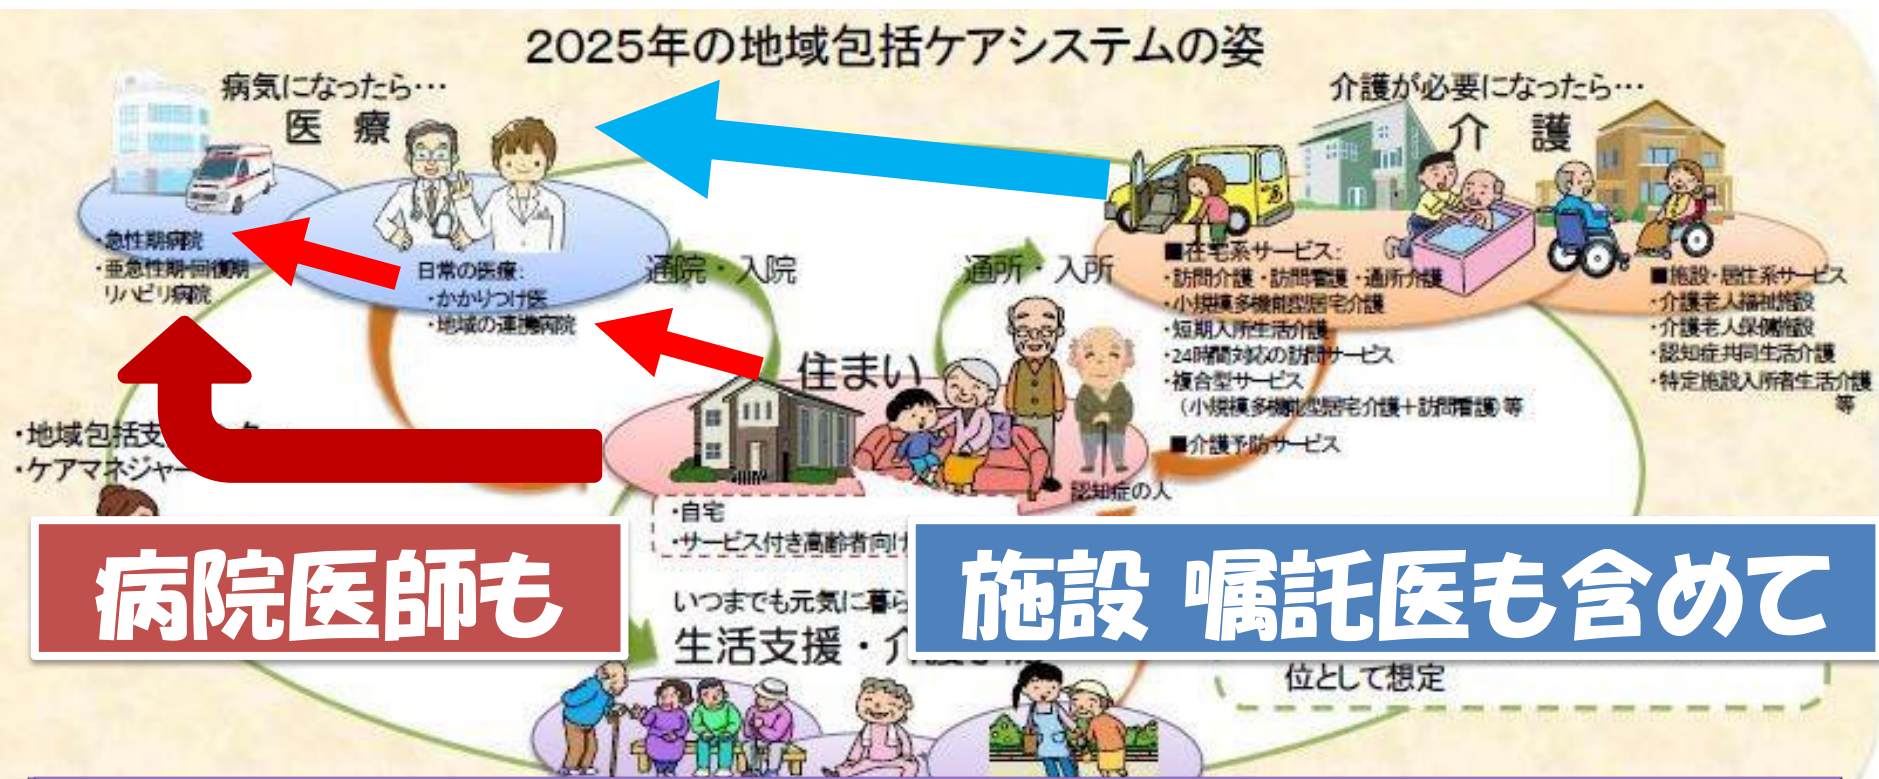 2025年の地域包括ケアシステムの姿
病気になったら…
医 療
介護が必要になったら…
介 護
・急性期病院
・亜急性期・回復期
リハビリ病院
日常の医療:
・かかりつけ医
・地域の連携病院
通院・入院
通所・入所
■在宅系サービス:
・訪問介護・訪問看護・通所介護
・小規模多機能型居宅介護
・短期入所生活介護
・24時間対応の訪問サービス
・複合型サービス
(小規模多機能型居宅介護+訪問看護)等
■介護予防サービス
■施設・居住系サービス
・介護老人福祉施設
・介護老人保健施設
・認知症共同生活介護
・特定施設入所者生活介護
等
住まい
認知症の人
・地域包括支
・ケアマネジャー
・自宅
・サービス付き高齢者向け
病院医師も
施設 嘱託医も含めて
いつまでも元気に暮ら
生活支援・介
位として想定